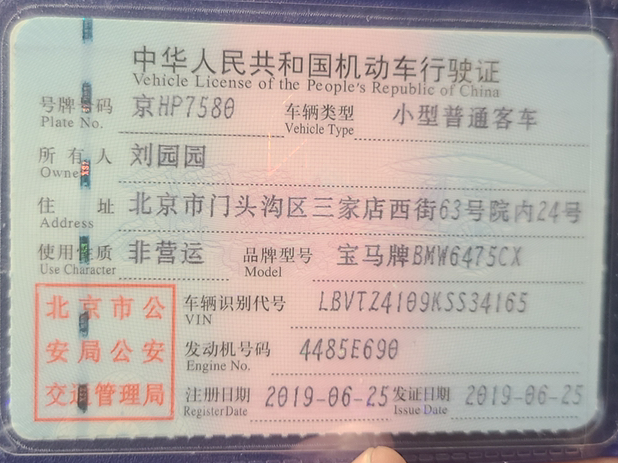 中华人民共和国机动车行驶证
Vehicle License of the People's Republic of China
号牌号码 京HP7580 车辆类型 小型普通客车
Plate No. Vehicle Type
所有人 刘园园
Owner
住址 北京市门头沟区三家店西街63号院内24号
Address
使用性质 非营运 品牌型号 宝马牌BMW6475CX
Use Character Model
北京市公
安局公安
交通管理局
车辆识别代号 LBVTZ4109KSS34165
VIN
发动机号码 4485E690
Engine No.
注册日期 2019-06-25 发证日期 2019-06-25
Register Date Issue Date